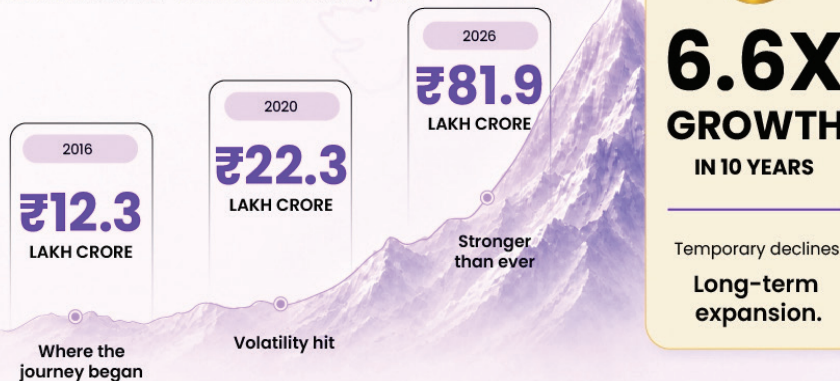 2016
₹12.3
LAKH CRORE
Where the
journey began
2020
₹22.3
LAKH CRORE
Volatility hit
2026
₹81.9
LAKH CRORE
Stronger
than ever
6.6X
GROWTH
IN 10 YEARS
Temporary declines
Long-term
expansion.